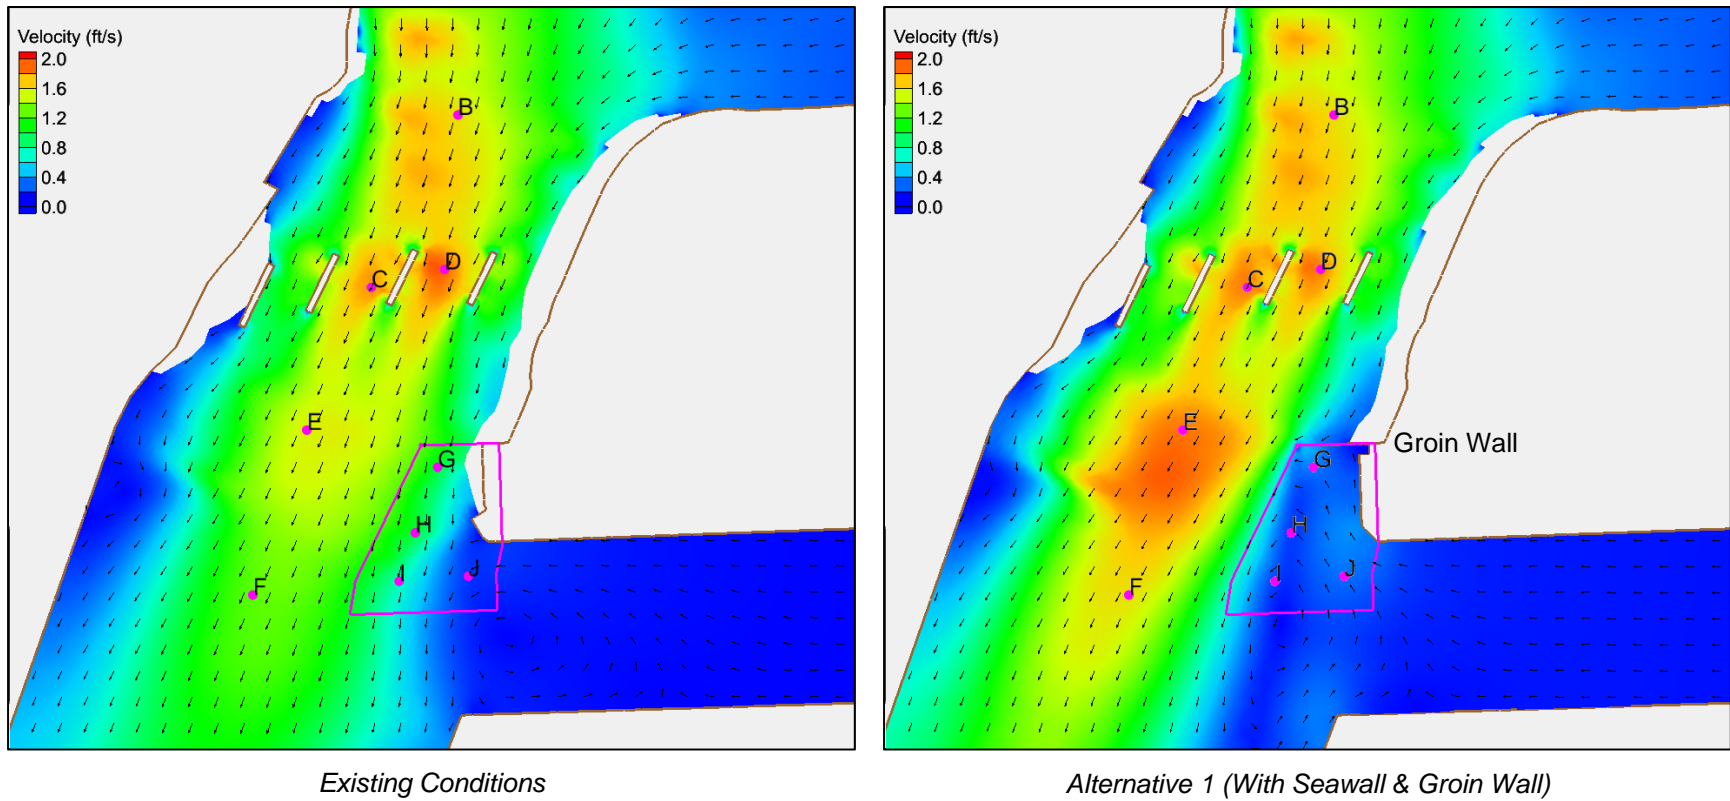 Velocity (ft/s)
2.0
1.6
1.2
0.8
0.4
0.0
B
C
D
E
F
G
H
I
J
Velocity (ft/s)
2.0
1.6
1.2
0.8
0.4
0.0
B
C
D
E
F
G
H
I
J
Groin Wall
Existing Conditions
Alternative 1 (With Seawall & Groin Wall)